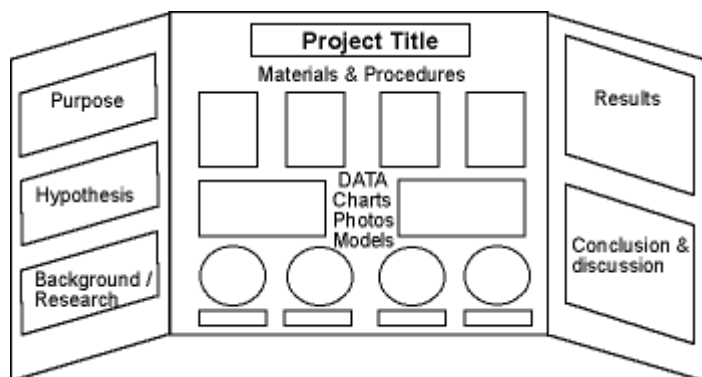 Purpose
Hypothesis
Background /
Research
Project Title
Materials & Procedures
DATA
Charts
Photos
Models
Results
Conclusion &
discussion